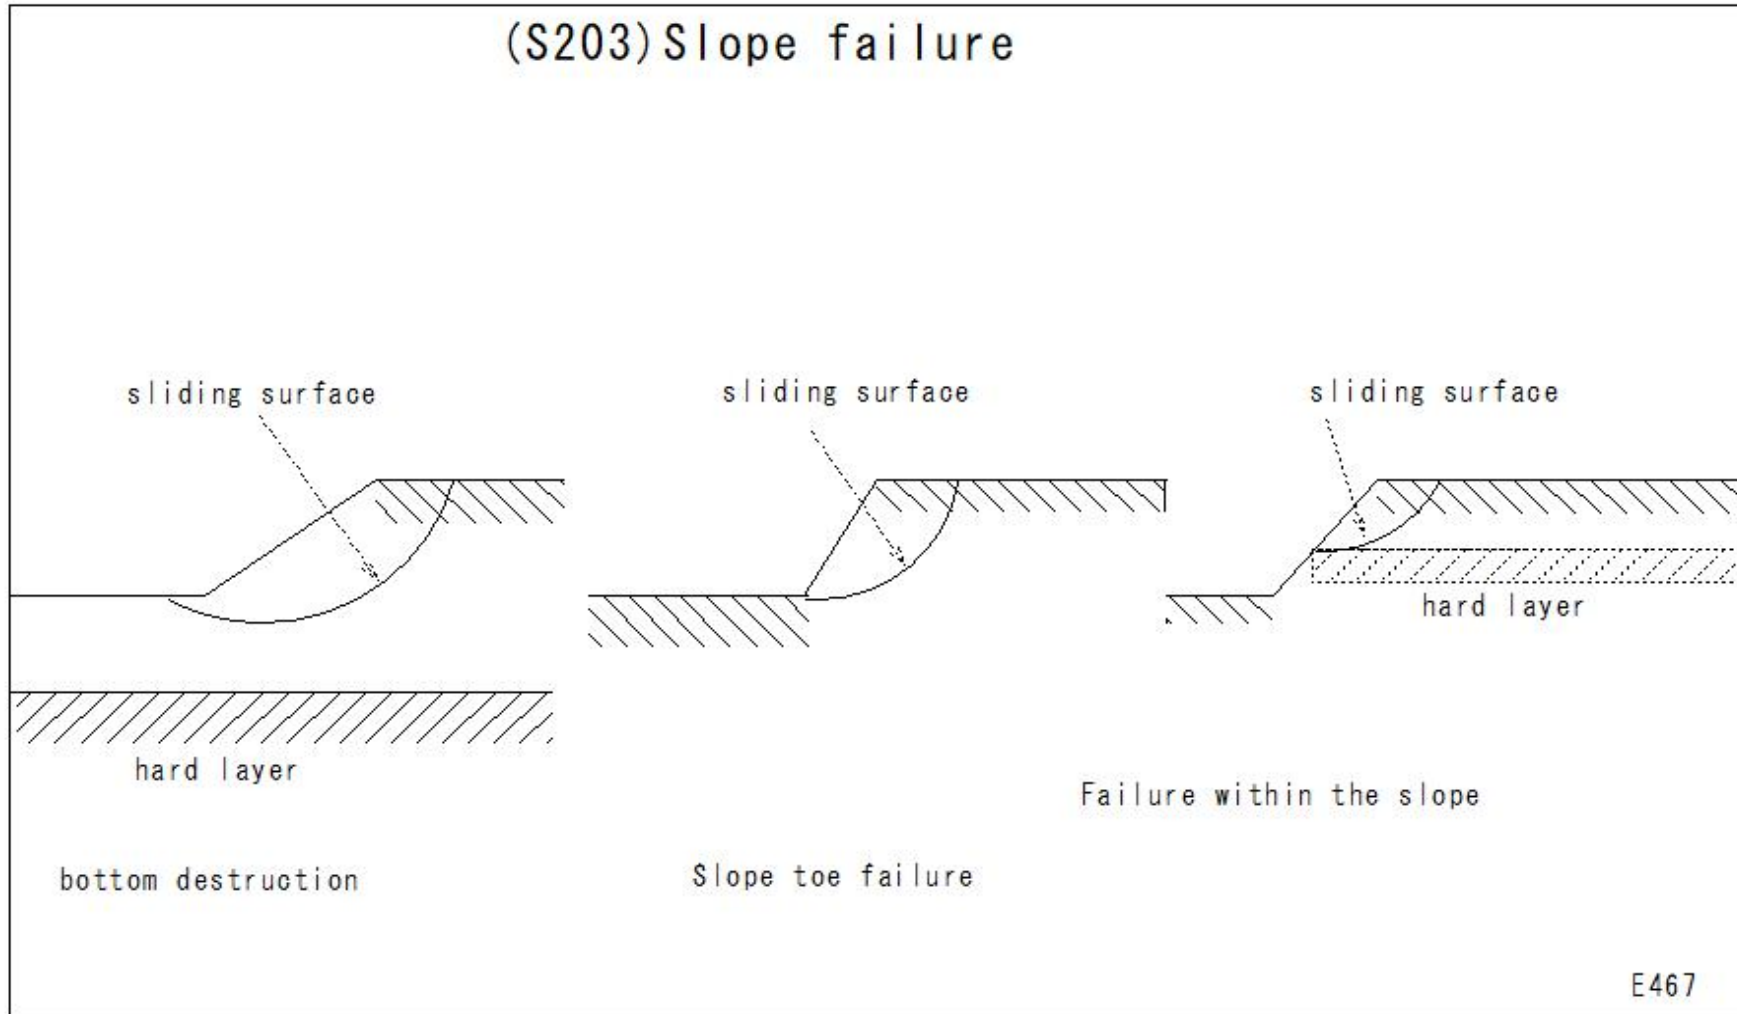 (S203)Slope failure
sliding surface
sliding surface
sliding surface
hard layer
hard layer
Failure within the slope
bottom destruction
Slope toe failure
E467